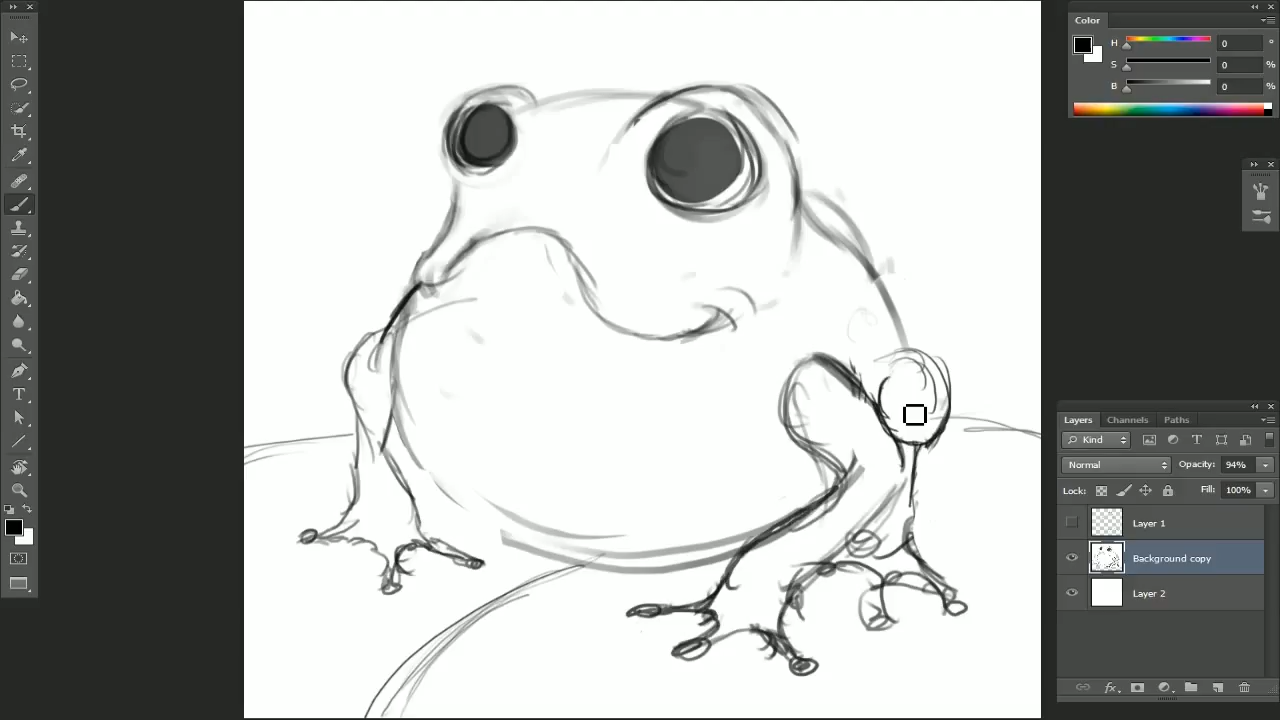 Color
H 0 °
S 0 %
B 0 %
Layers Channels Paths
Kind
Normal Opacity: 94%
Lock: Fill: 100%
Layer 1
Background copy
Layer 2
T
fx